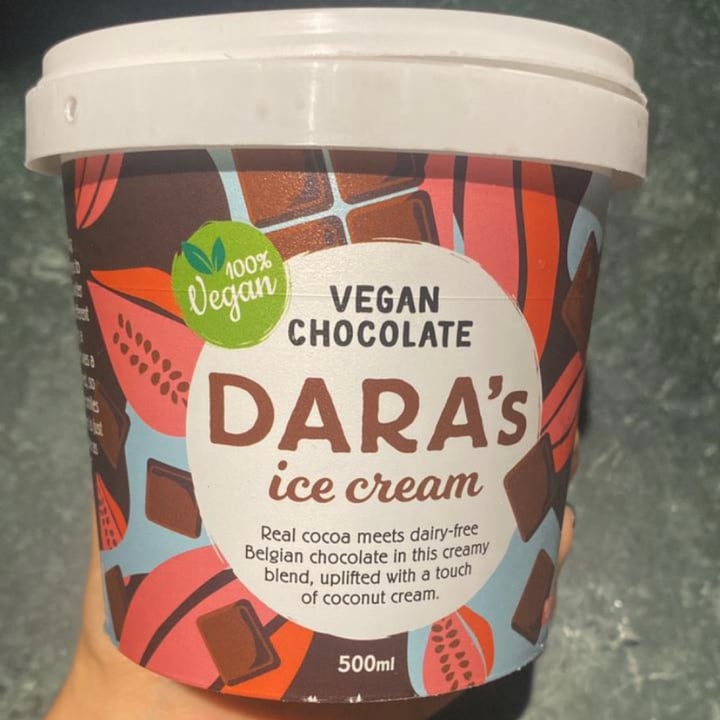 100%
Vegan
VEGAN
CHOCOLATE
DARA's
ice cream
Real cocoa meets dairy-free
Belgian chocolate in this creamy
blend, uplifted with a touch
of coconut cream.
500ml